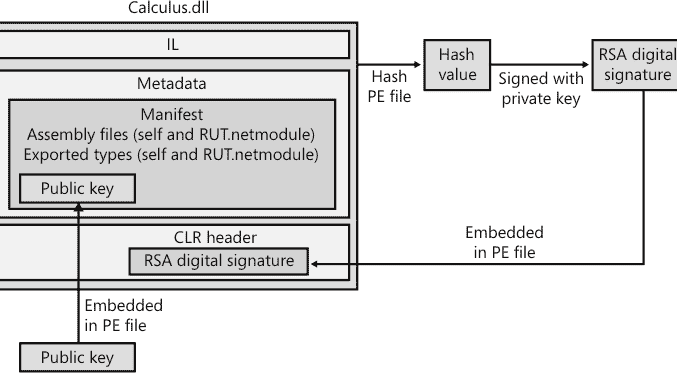 Calculus.dll
IL
Metadata
Manifest
Assembly files (self and RUT.netmodule)
Exported types (self and RUT.netmodule)
Public key
CLR header
RSA digital signature
Embedded
in PE file
Public key
Hash
PE file
Hash
value
Signed with
private key
RSA digital
signature
Embedded
in PE file